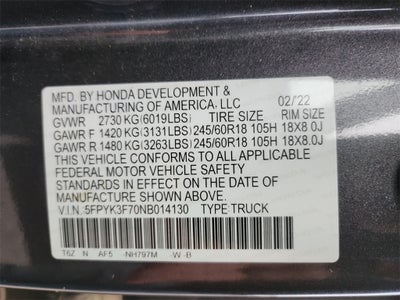 MFD. BY HONDA DEVELOPMENT &
MANUFACTURING OF AMERICA, LLC 02/22
GVWR 2730 KG (6019LBS) TIRE SIZE RIM SIZE
GAWR F 1420 KG (3131LBS) 245/60R18 105H 18X8.0J
GAWR R 1480 KG (3263LBS) 245/60R18 105H 18X8.0J
THIS VEHICLE CONFORMS TO ALL APPLICABLE
FEDERAL MOTOR VEHICLE SAFETY
STANDARDS IN EFFECT ON THE DATE OF
MANUFACTURE SHOWN ABOVE.
V.I.N. 5FPYK3F70NB014130 TYPE TRUCK
T6Z N AF5 -NH797M -W -B